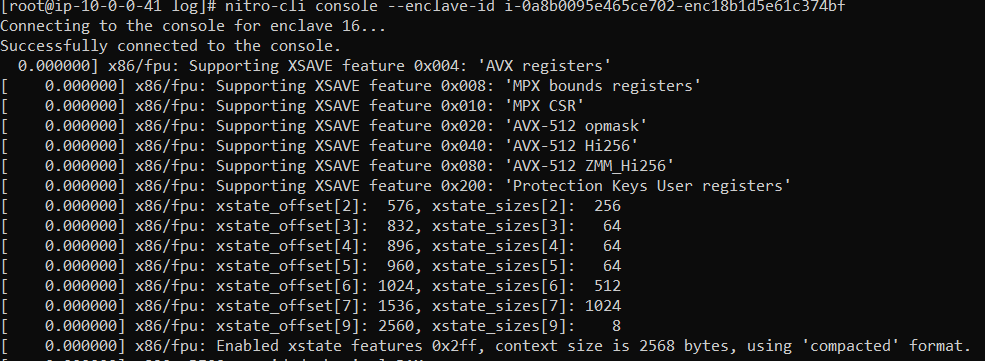 [root@ip-10-0-0-41 log]# nitro-cli console --enclave-id i-0a8b0095e465ce702-enc18b1d5e61c374bf
Connecting to the console for enclave 16...
Successfully connected to the console.
  0.000000] x86/fpu: Supporting XSAVE feature 0x004: 'AVX registers'
[    0.000000] x86/fpu: Supporting XSAVE feature 0x008: 'MPX bounds registers'
[    0.000000] x86/fpu: Supporting XSAVE feature 0x010: 'MPX CSR'
[    0.000000] x86/fpu: Supporting XSAVE feature 0x020: 'AVX-512 opmask'
[    0.000000] x86/fpu: Supporting XSAVE feature 0x040: 'AVX-512 Hi256'
[    0.000000] x86/fpu: Supporting XSAVE feature 0x080: 'AVX-512 ZMM_Hi256'
[    0.000000] x86/fpu: Supporting XSAVE feature 0x200: 'Protection Keys User registers'
[    0.000000] x86/fpu: xstate_offset[2]:  576, xstate_sizes[2]:  256
[    0.000000] x86/fpu: xstate_offset[3]:  832, xstate_sizes[3]:   64
[    0.000000] x86/fpu: xstate_offset[4]:  896, xstate_sizes[4]:   64
[    0.000000] x86/fpu: xstate_offset[5]:  960, xstate_sizes[5]:   64
[    0.000000] x86/fpu: xstate_offset[6]: 1024, xstate_sizes[6]:  512
[    0.000000] x86/fpu: xstate_offset[7]: 1536, xstate_sizes[7]: 1024
[    0.000000] x86/fpu: xstate_offset[9]: 2560, xstate_sizes[9]:    8
[    0.000000] x86/fpu: Enabled xstate features 0x2ff, context size is 2568 bytes, using 'compacted' format.